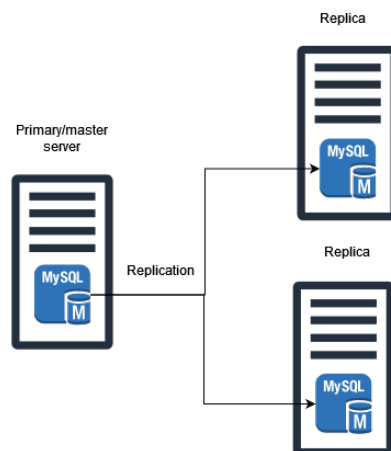 Replica
MySQL
M
Primary/master
server
MySQL
M
Replication
Replica
MySQL
M